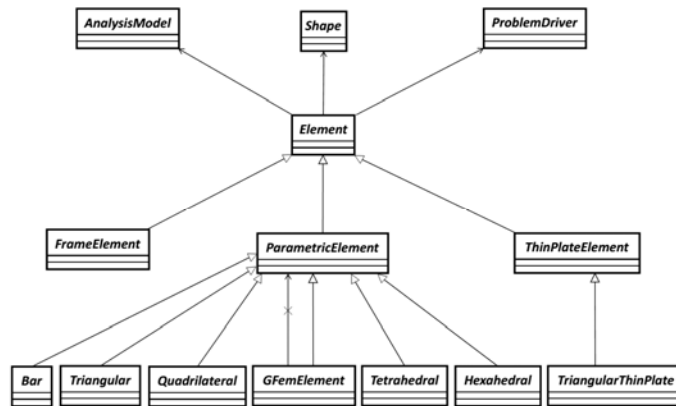 AnalysisModel
Shape
ProblemDriver
Element
FrameElement
ParametricElement
ThinPlateElement
Bar
Triangular
Quadrilateral
GFemElement
Tetrahedral
Hexahedral
TriangularThinPlate